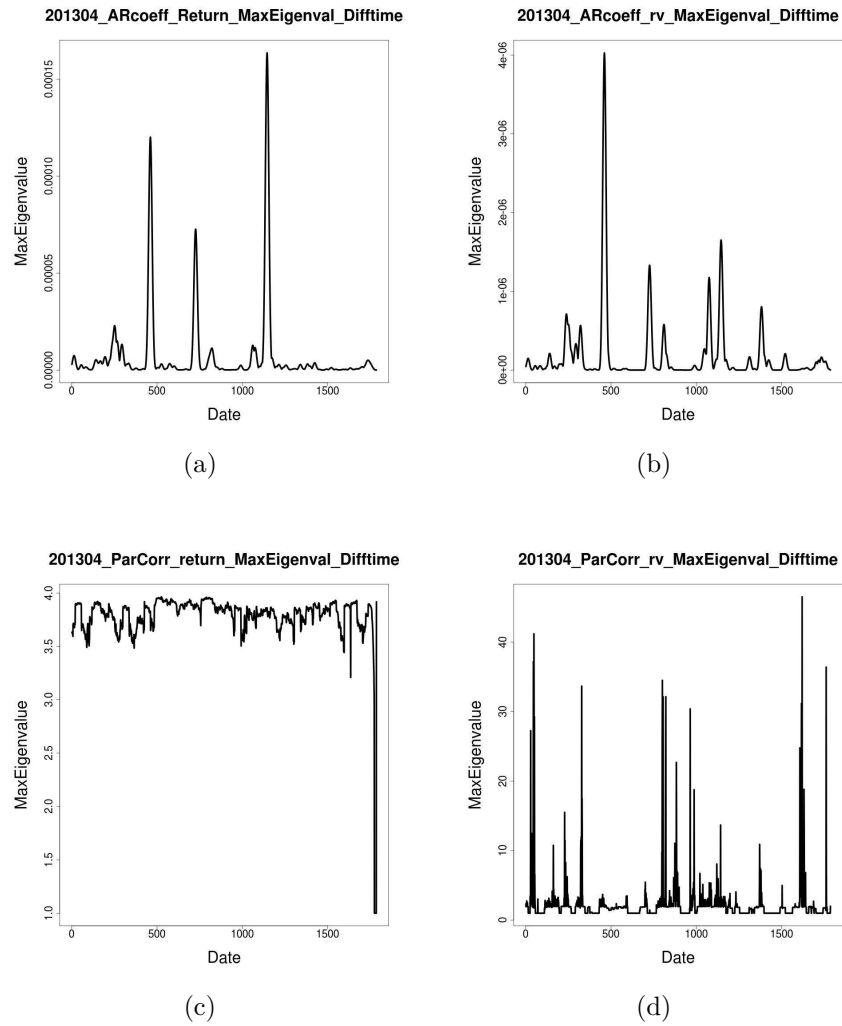 201304_ARcoeff_Return_MaxEigenval_Difftime
MaxEigenvalue
0.00000
0.00005
0.00010
0.00015
0
500
1000
1500
Date
(a)
201304_ARcoeff_rv_MaxEigenval_Difftime
MaxEigenvalue
0e+00
1e-06
2e-06
3e-06
4e-06
0
500
1000
1500
Date
(b)
201304_ParCorr_return_MaxEigenval_Difftime
MaxEigenvalue
1.0
1.5
2.0
2.5
3.0
3.5
4.0
0
500
1000
1500
Date
(c)
201304_ParCorr_rv_MaxEigenval_Difftime
MaxEigenvalue
0
10
20
30
40
0
500
1000
1500
Date
(d)